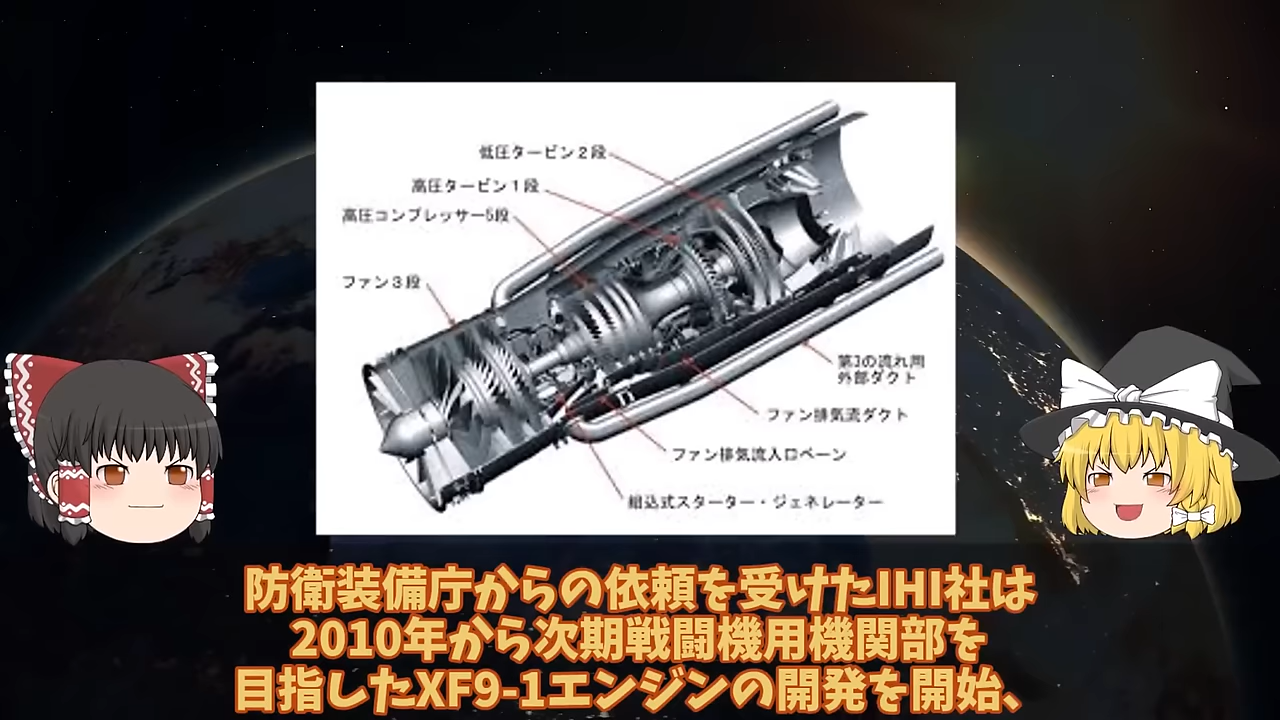 低圧タービン２段
高圧タービン１段
高圧コンプレッサー5段
ファン３段
第3の流れ用
外部ダクト
ファン排気流ダクト
ファン排気流入口ベーン
組込式スターター・ジェネレーター
防衛装備庁からの依頼を受けたIHI社は
2010年から次期戦闘機用機関部を
目指したXF9-1エンジンの開発を開始、